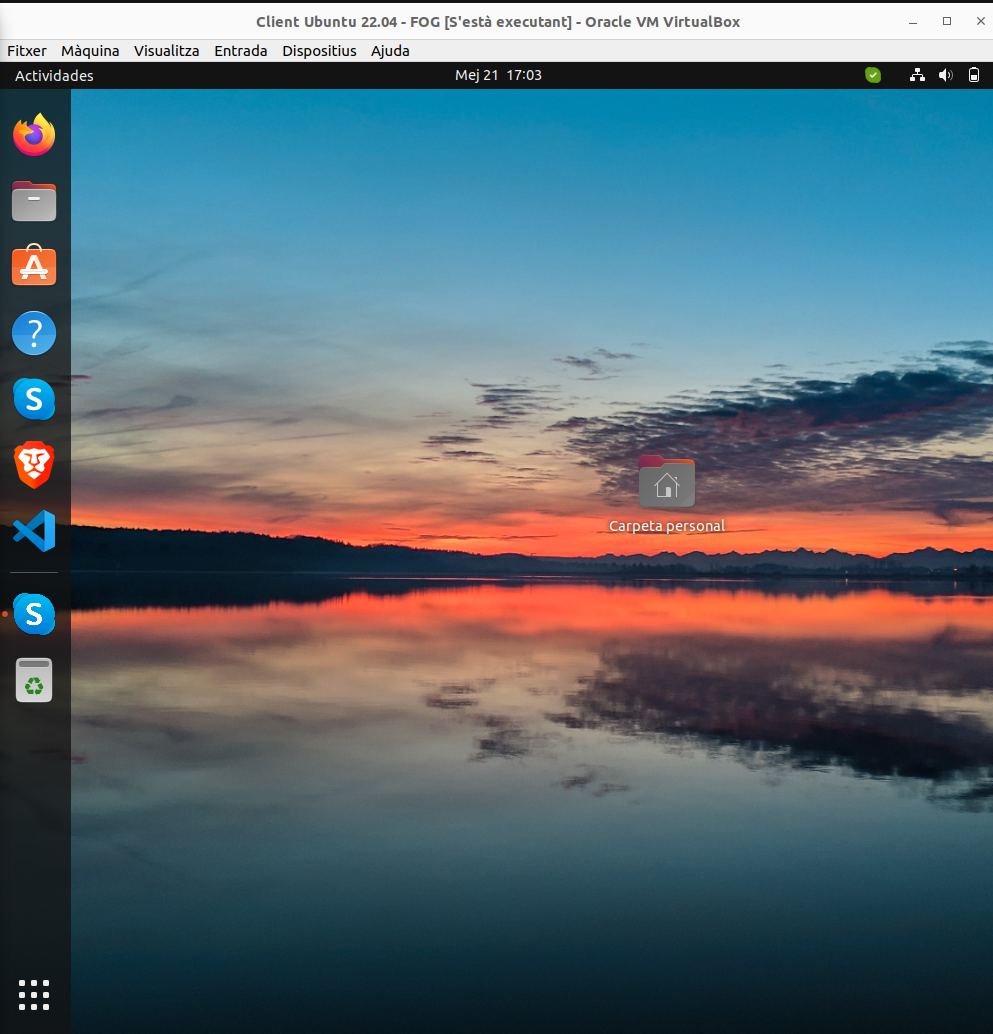 Client Ubuntu 22.04 - FOG [S'està executant] - Oracle VM VirtualBox
Fitxer Màquina Visualitza Entrada Dispositius Ajuda
Actividades Mej 21 17:03
Carpeta personal